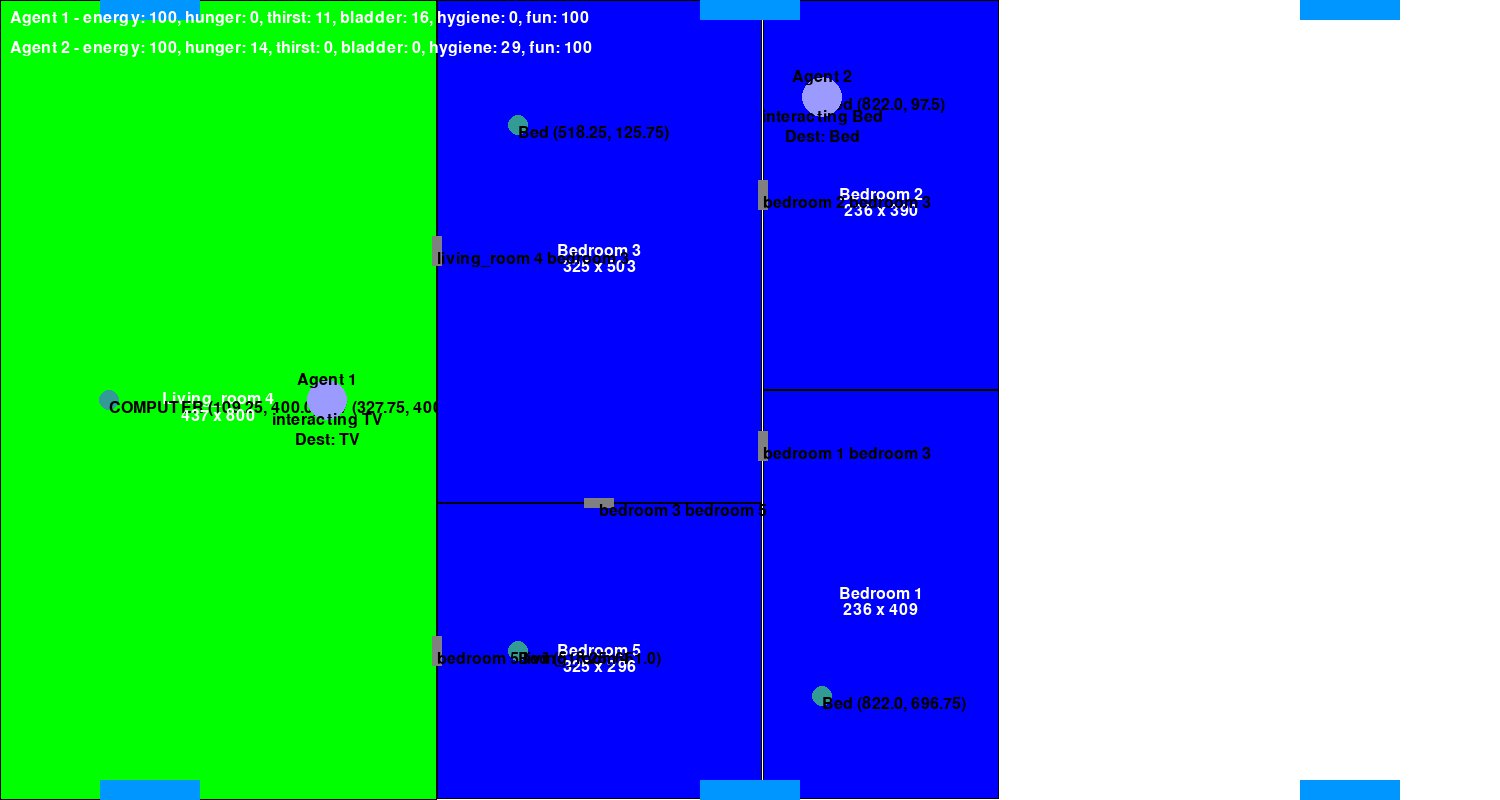 Agent 1 - energy: 100, hunger: 0, thirst: 11, bladder: 16, hygiene: 0, fun: 100
Agent 2 - energy: 100, hunger: 14, thirst: 0, bladder: 0, hygiene: 29, fun: 100
Agent 2
(822.0, 97.5)
interacting Bed
Dest: Bed
Bed (518.25, 125.75)
Bedroom 2
236 x 390
bedroom 2 bedroom 3
Bedroom 3
325 x 503
living_room 4 bedroom 3
Agent 1
Living_room 4
437 x 800
COMPUTER (109.25, 400.0
(327.75, 400
interacting TV
Dest: TV
bedroom 1 bedroom 3
bedroom 3 bedroom 5
Bedroom 1
236 x 409
Bedroom 5
325 x 296
bedroom 5
Bed (822.0, 696.75)